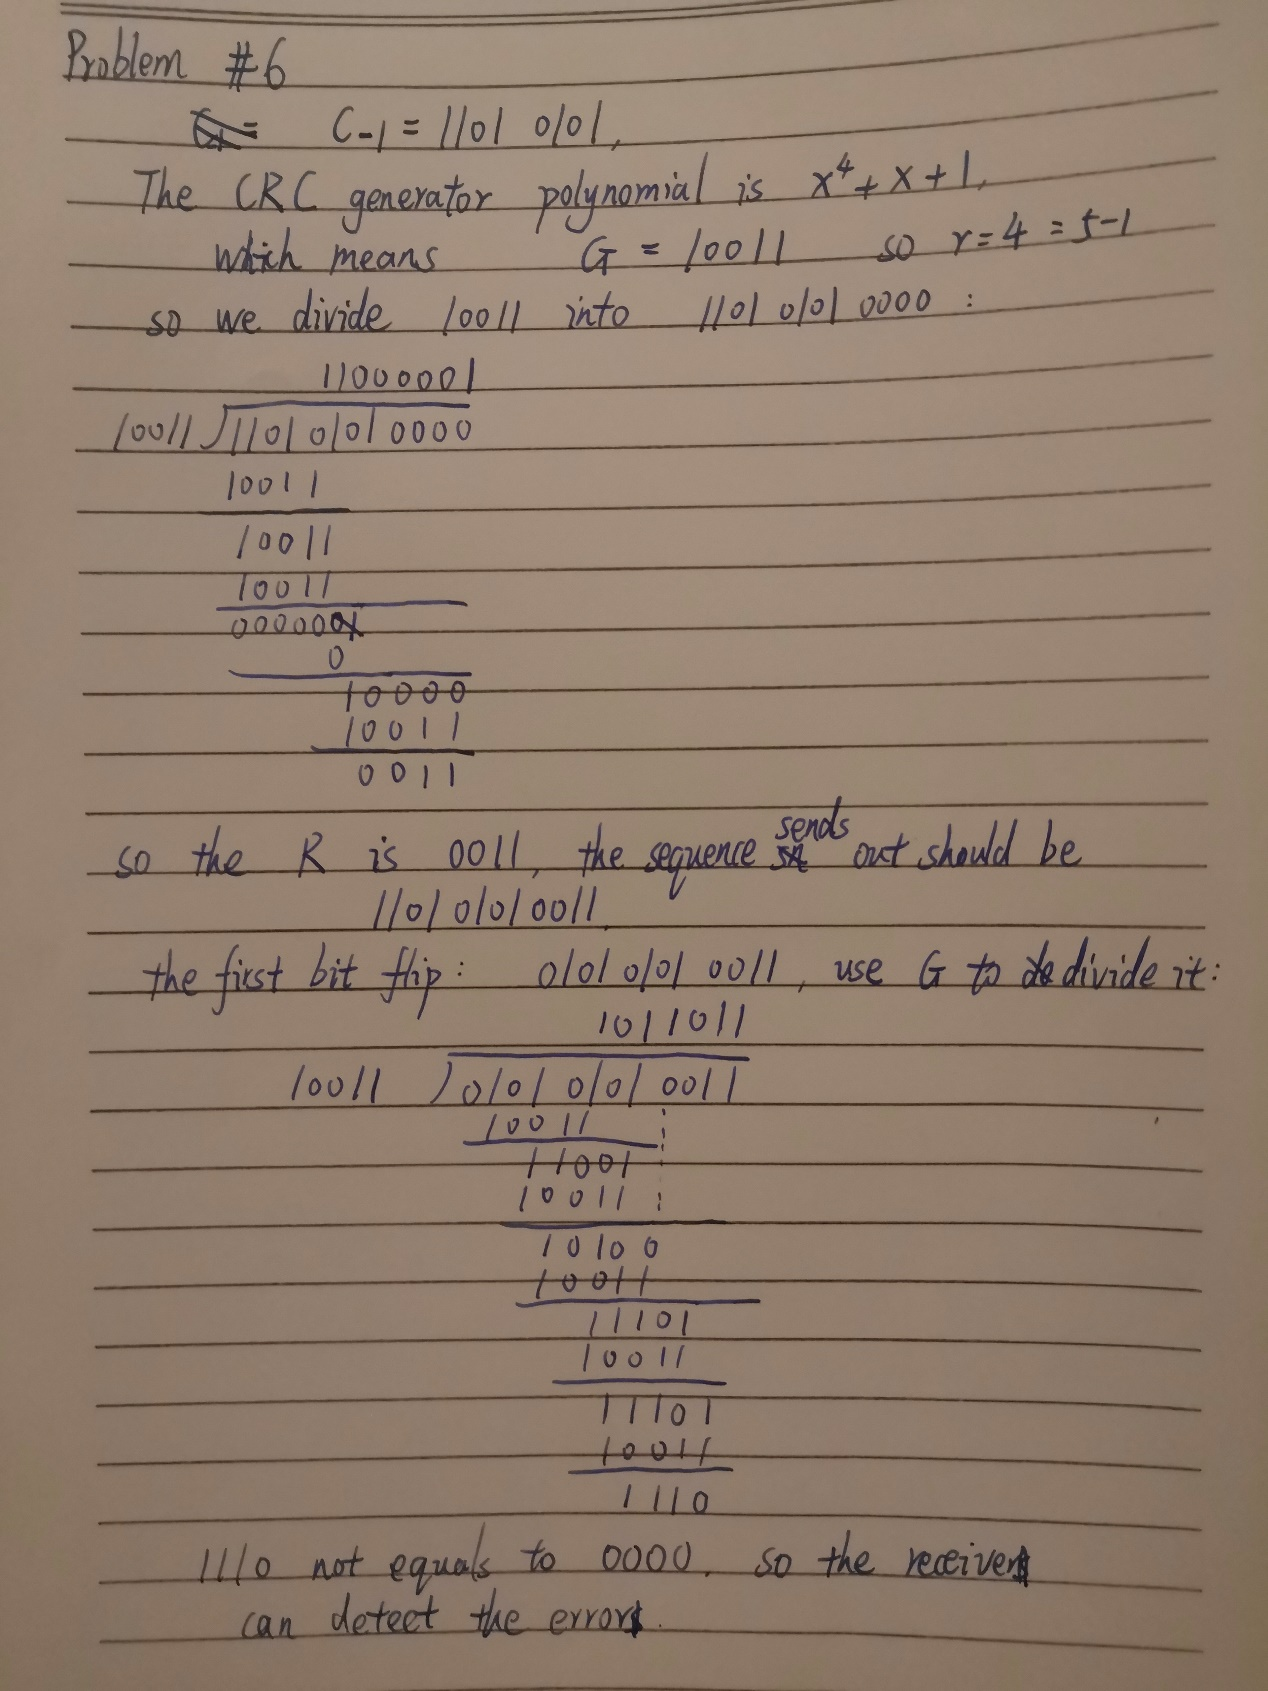 Problem #6
C-1 = 1101 0101,
The CRC generator polynomial is x⁴ + x + 1,
which means G = 10011 so r = 4 = 5-1
so we divide 10011 into 1101 0101 0000 :
11000001
10011 ) 1101 0101 0000
10011
10011
10011
000000
0
10000
10011
0011
so the R is 0011, the sequence sends out should be
1101 0101 0011.
the first bit flip: 0101 0101 0011, use G to divide it:
1011011
10011 ) 0101 0101 0011
10011
11001
10011
10100
10011
11101
10011
11101
10011
1110
1110 not equals to 0000. so the receiver
can detect the error.